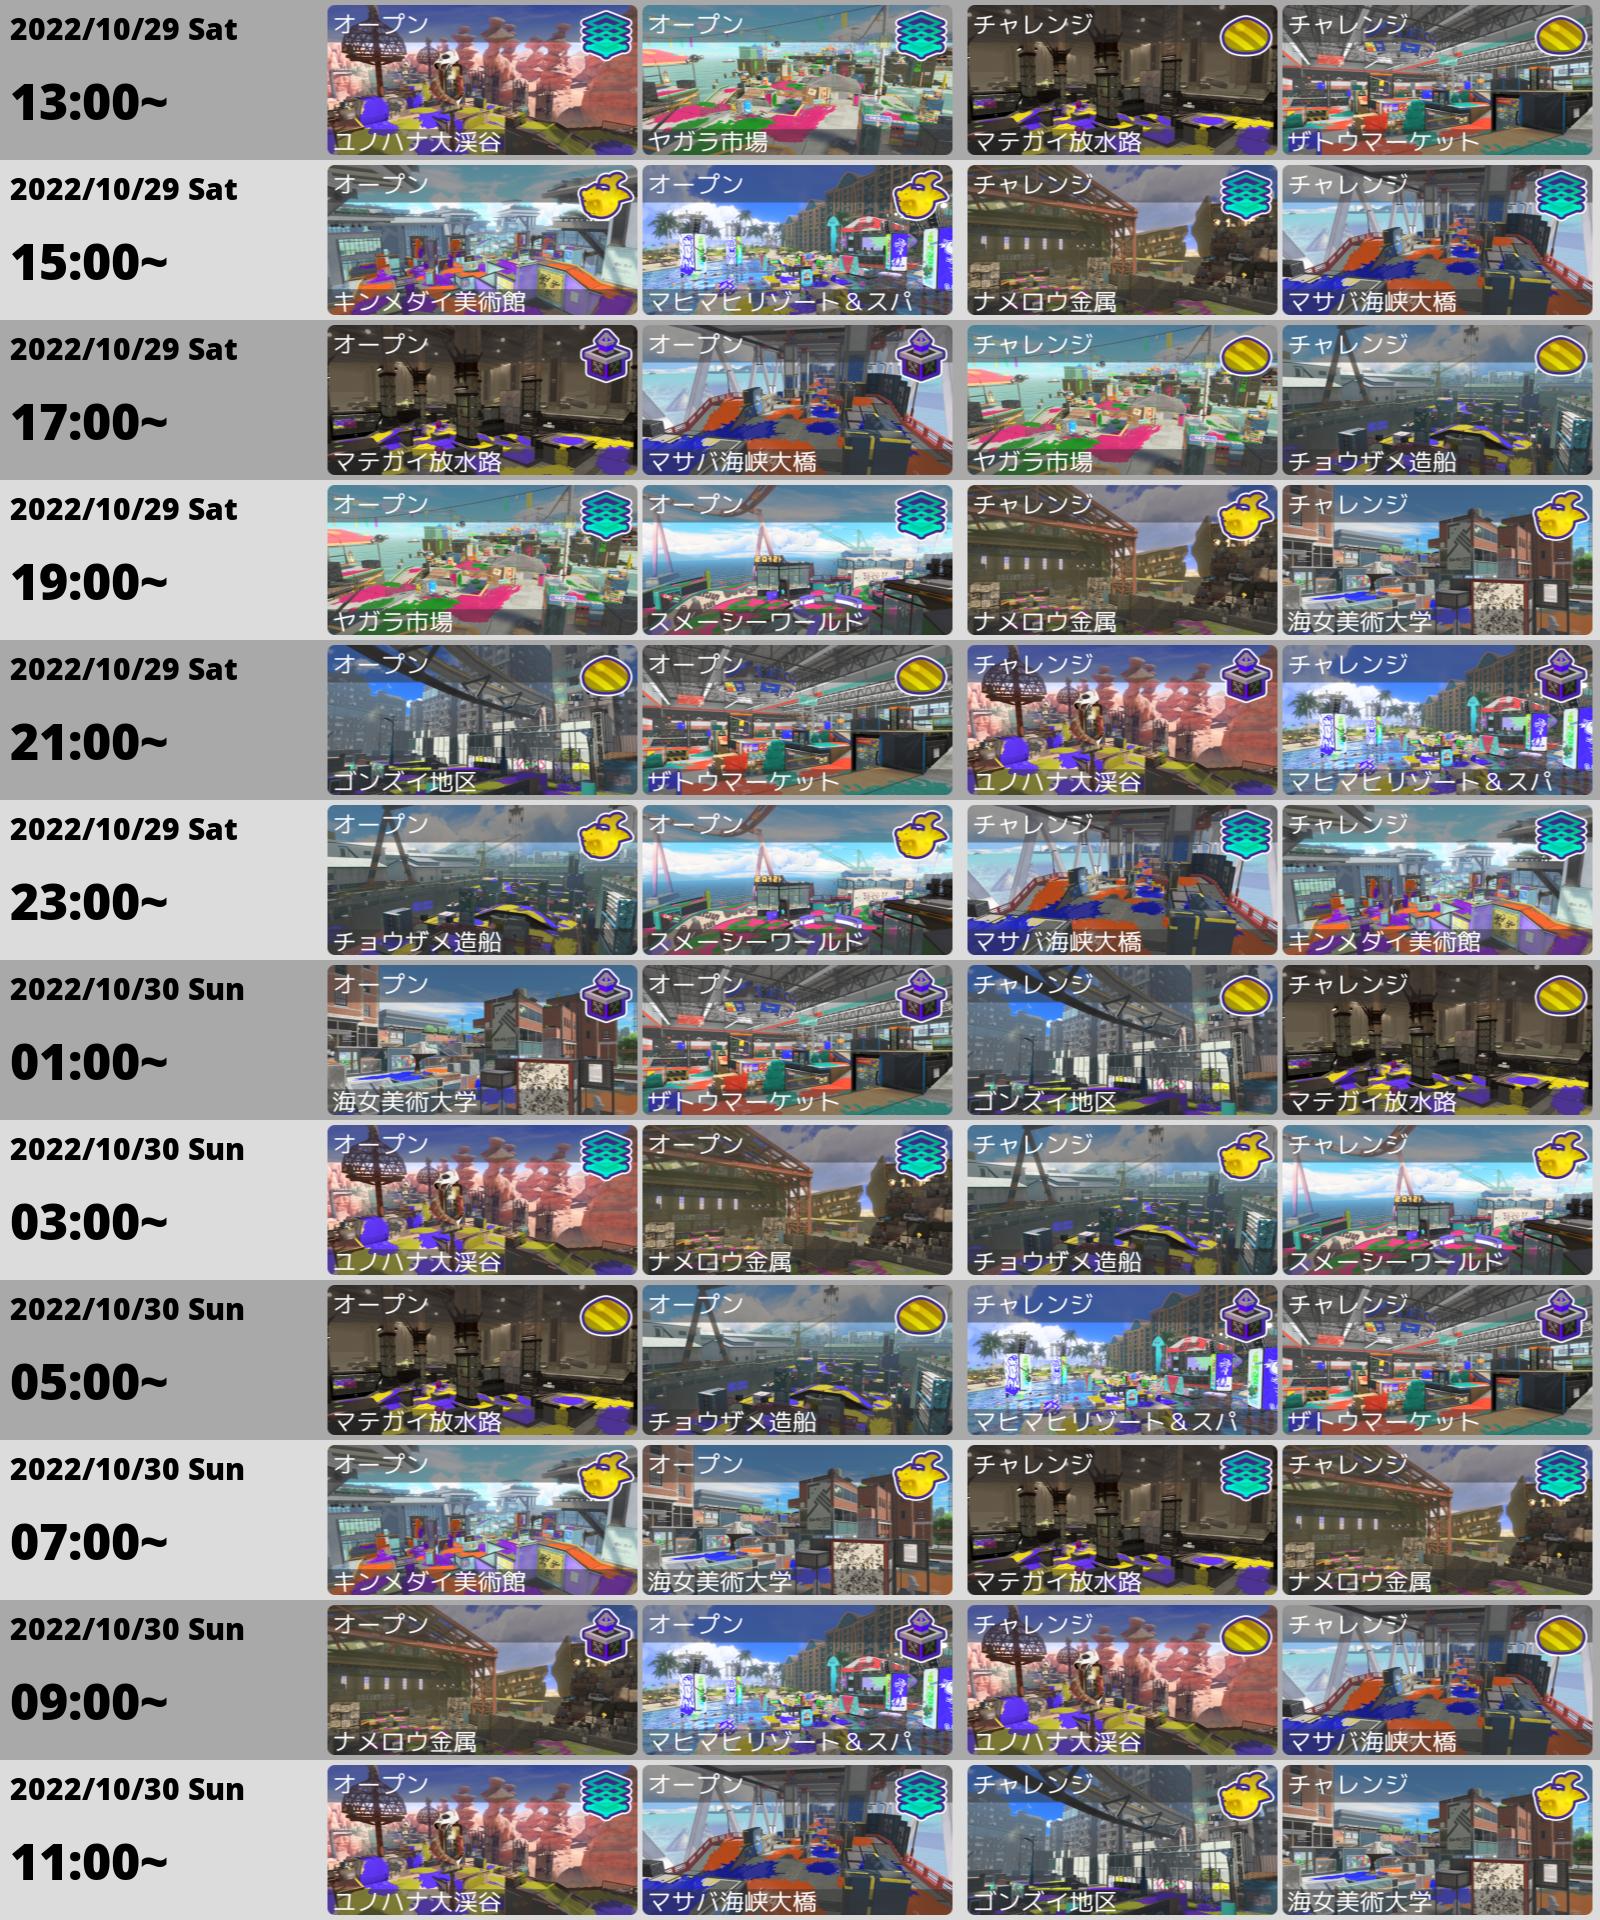 2022/10/29 Sat
13:00~
オープン
ユノハナ大渓谷
オープン
ヤガラ市場
チャレンジ
マテガイ放水路
チャレンジ
ザトウマーケット
2022/10/29 Sat
15:00~
オープン
キンメダイ美術館
オープン
マヒマヒリゾート＆スパ
チャレンジ
ナメロウ金属
チャレンジ
マサバ海峡大橋
2022/10/29 Sat
17:00~
オープン
マテガイ放水路
オープン
マサバ海峡大橋
チャレンジ
ヤガラ市場
チャレンジ
チョウザメ造船
2022/10/29 Sat
19:00~
オープン
ヤガラ市場
オープン
スメーシーワールド
チャレンジ
ナメロウ金属
チャレンジ
海女美術大学
2022/10/29 Sat
21:00~
オープン
ゴンズイ地区
オープン
ザトウマーケット
チャレンジ
ユノハナ大渓谷
チャレンジ
マヒマヒリゾート＆スパ
2022/10/29 Sat
23:00~
オープン
チョウザメ造船
オープン
スメーシーワールド
チャレンジ
マサバ海峡大橋
チャレンジ
キンメダイ美術館
2022/10/30 Sun
01:00~
オープン
海女美術大学
オープン
ザトウマーケット
チャレンジ
ゴンズイ地区
チャレンジ
マテガイ放水路
2022/10/30 Sun
03:00~
オープン
ユノハナ大渓谷
オープン
ナメロウ金属
チャレンジ
チョウザメ造船
チャレンジ
スメーシーワールド
2022/10/30 Sun
05:00~
オープン
マテガイ放水路
オープン
チョウザメ造船
チャレンジ
マヒマヒリゾート＆スパ
チャレンジ
ザトウマーケット
2022/10/30 Sun
07:00~
オープン
キンメダイ美術館
オープン
海女美術大学
チャレンジ
マテガイ放水路
チャレンジ
ナメロウ金属
2022/10/30 Sun
09:00~
オープン
ナメロウ金属
オープン
マヒマヒリゾート＆スパ
チャレンジ
ユノハナ大渓谷
チャレンジ
マサバ海峡大橋
2022/10/30 Sun
11:00~
オープン
ユノハナ大渓谷
オープン
マサバ海峡大橋
チャレンジ
ゴンズイ地区
チャレンジ
海女美術大学